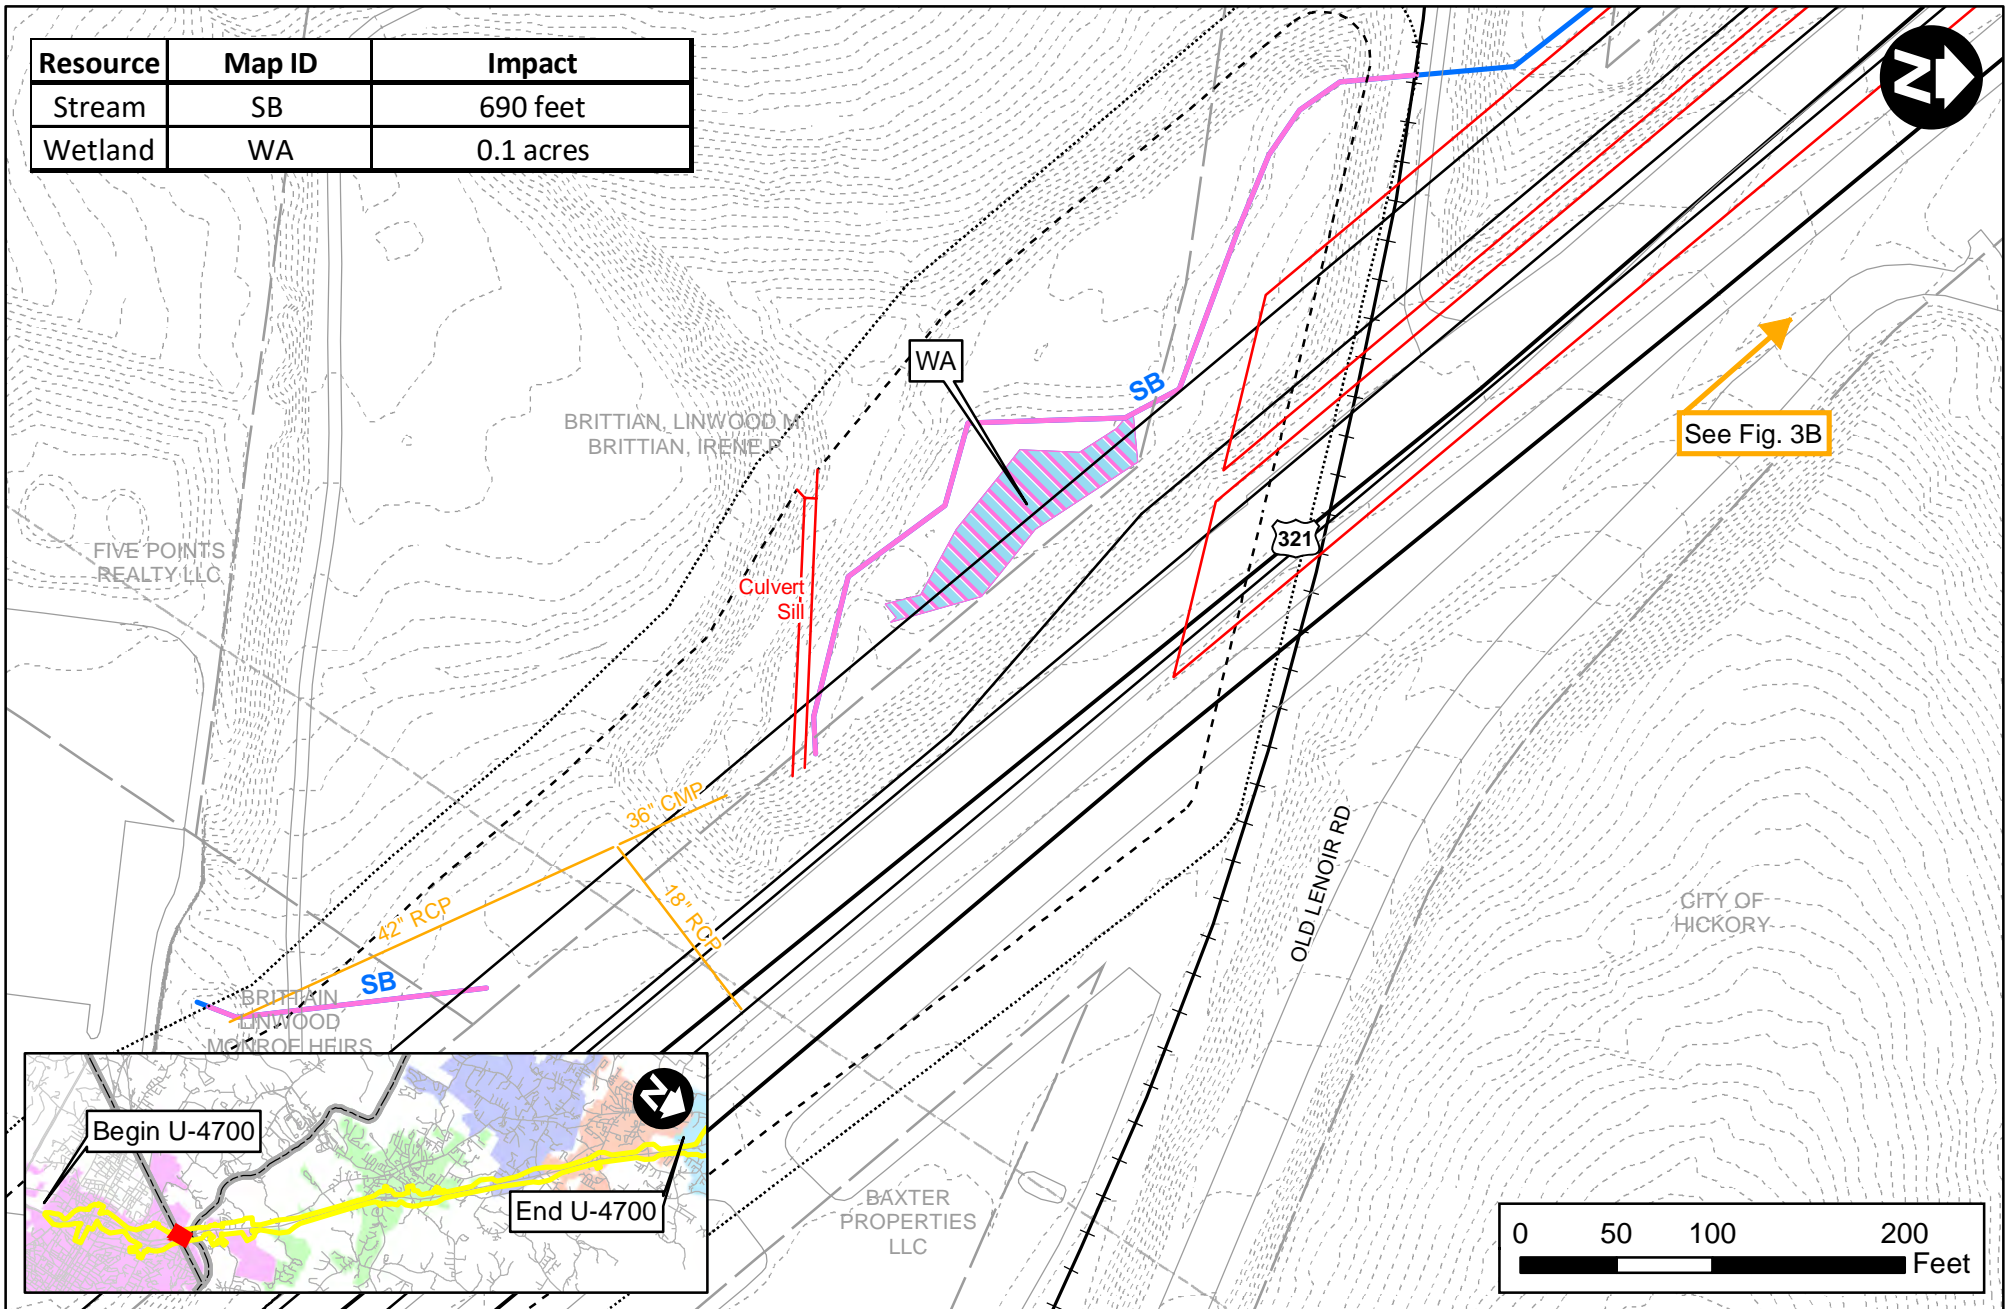 Resource Map ID Impact
Stream SB 690 feet
Wetland WA 0.1 acres
N
WA
SB
BRITTIAN, LINWOOD M
BRITTIAN, IRENE P
See Fig. 3B
321
FIVE POINTS
REALTY LLC
Culvert
Sill
36" CMP
42" RCP
18" RCP
OLD LENOIR RD
CITY OF
HICKORY
SB
BRITTAIN
LINWOOD
MONROE HEIRS
N
Begin U-4700
End U-4700
BAXTER
PROPERTIES
LLC
0 50 100 200
Feet